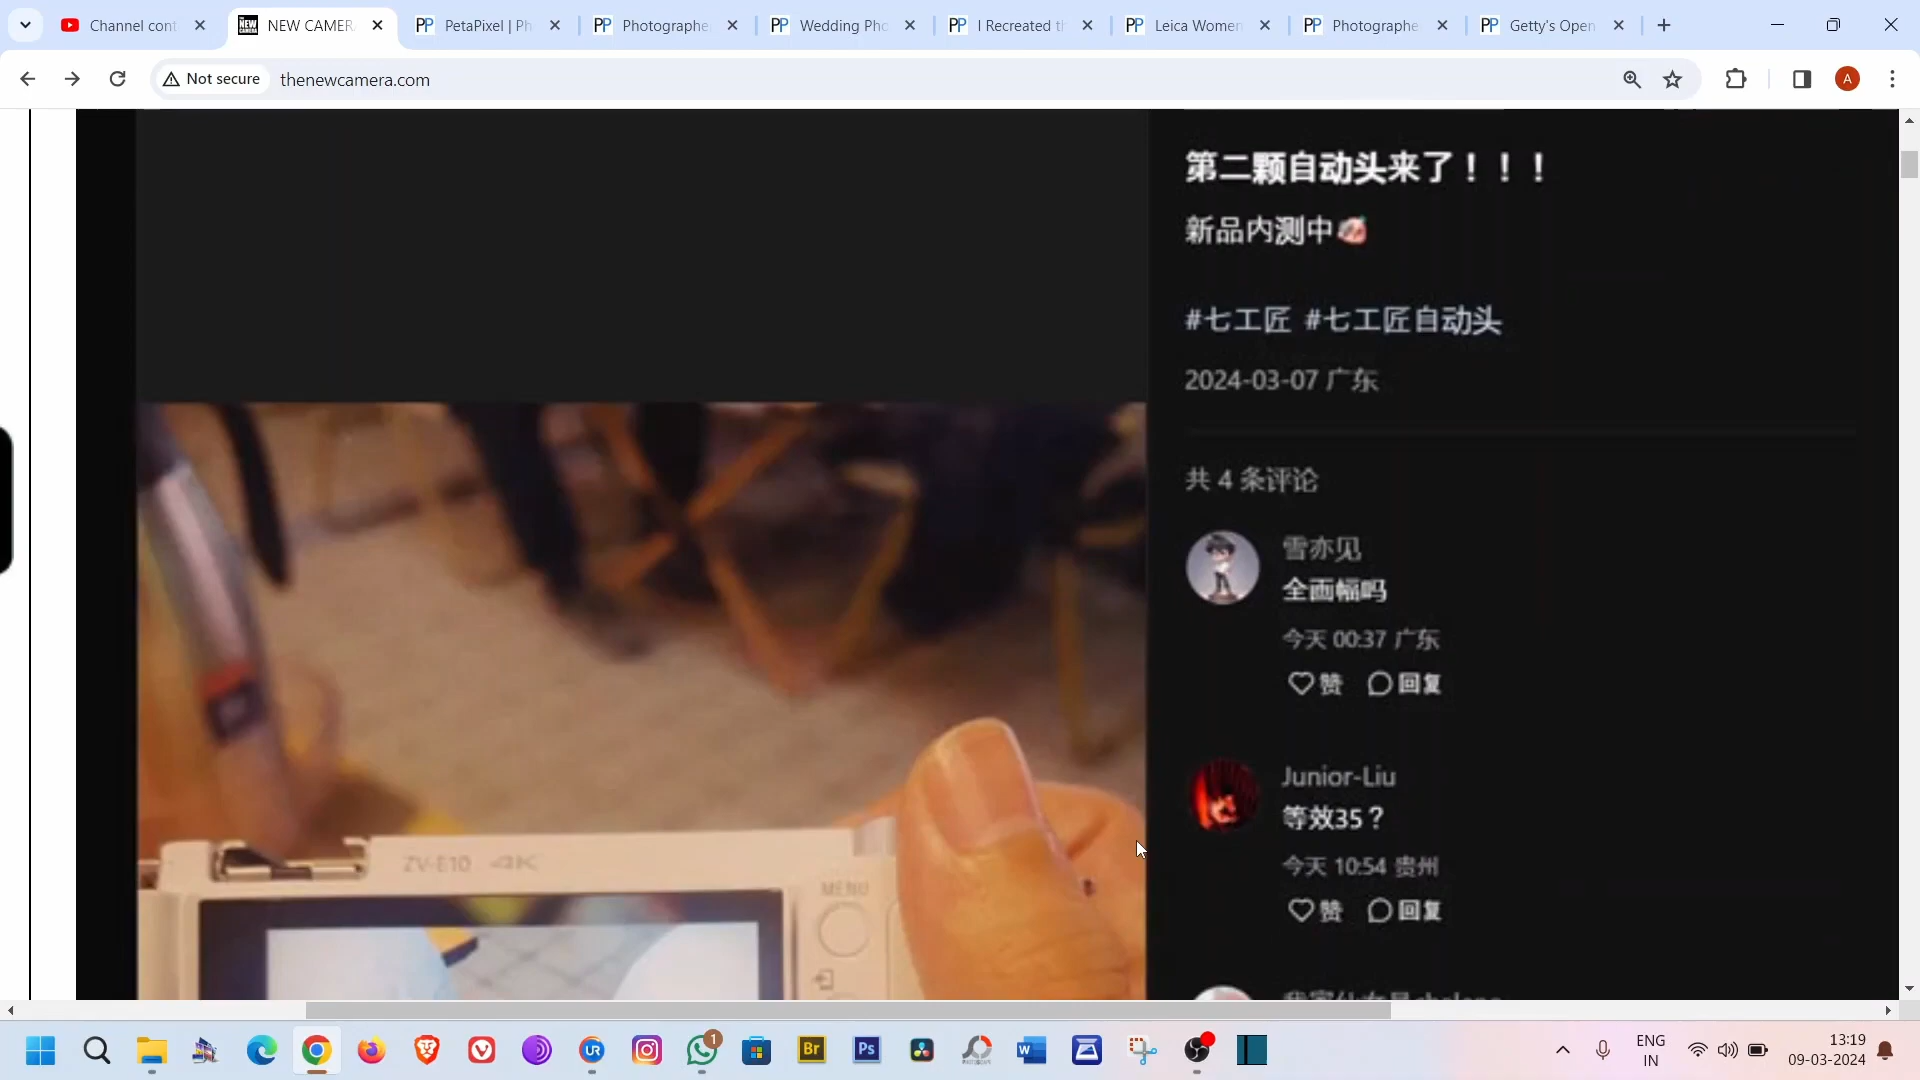 Channel cont
NEW CAMER
PetaPixel | Ph
Photographe
Wedding Pho
I Recreated th
Leica Women
Photographe
Getty's Open
Not secure
thenewcamera.com
A
第二颗自动头来了！！！
新品内测中
#七工匠 #七工匠自动头
2024-03-07 广东
共 4 条评论
雪亦见
全画幅吗
今天 00:37 广东
赞 回复
Junior-Liu
等效35？
今天 10:54 贵州
赞 回复
ZV-E10 4K
MENU
1
ENG
IN
13:19
09-03-2024